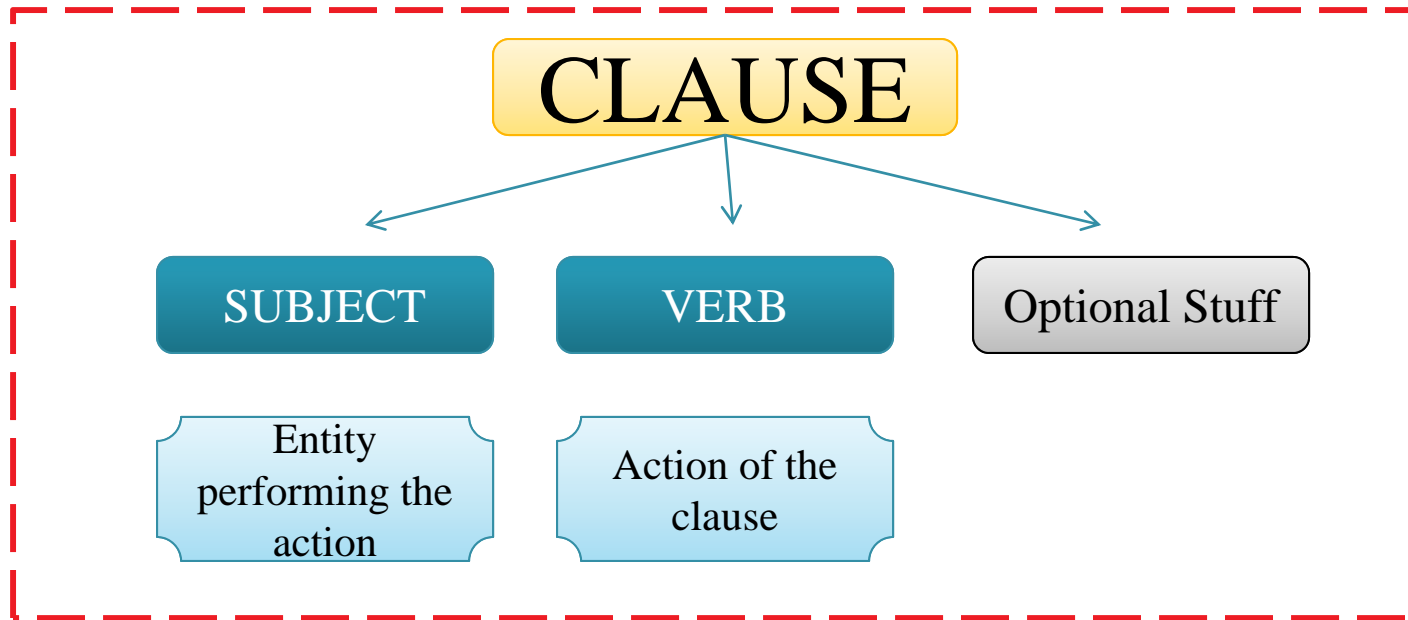 CLAUSE
SUBJECT
VERB
Optional Stuff
Entity
performing the
action
Action of the
clause